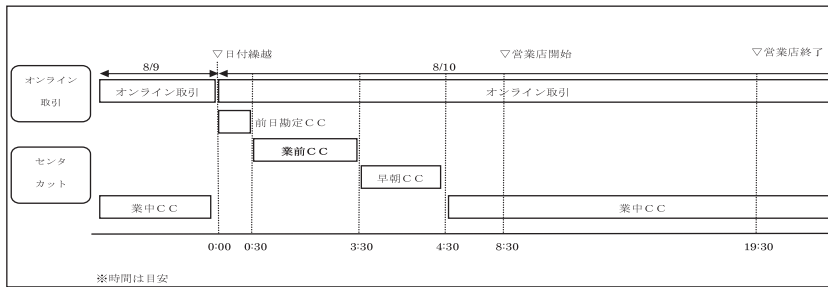 ▽日付繰越
▽営業店開始
▽営業店終了
8/9
8/10
オンライン
取引
オンライン取引
オンライン取引
前日勘定CC
業前CC
センタ
カット
早朝CC
業中CC
業中CC
0:00
0:30
3:30
4:30
8:30
19:30
※時間は目安